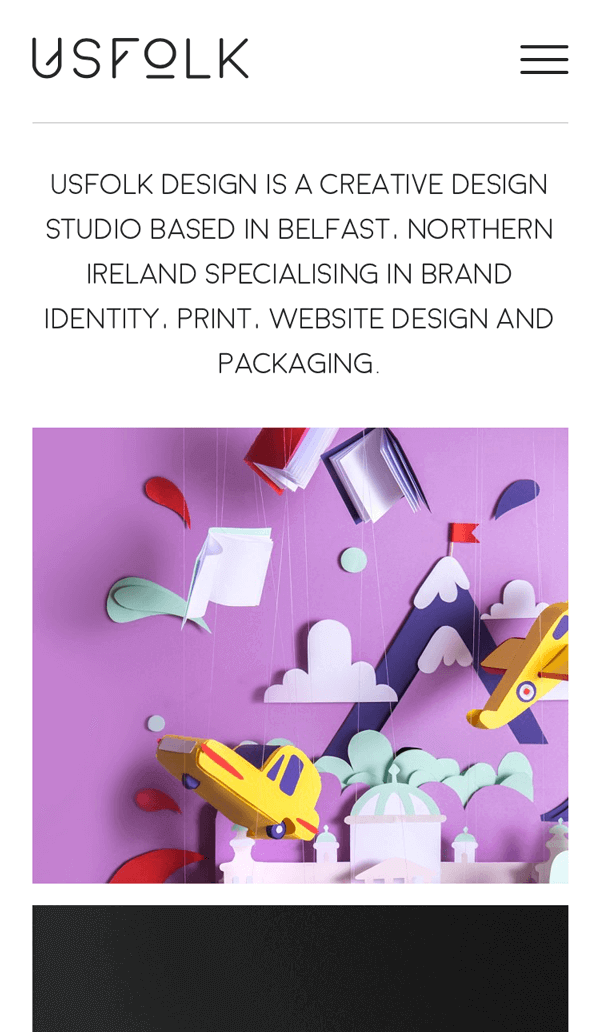 USFOLK
USFOLK DESIGN IS A CREATIVE DESIGN
STUDIO BASED IN BELFAST, NORTHERN
IRELAND SPECIALISING IN BRAND
IDENTITY, PRINT, WEBSITE DESIGN AND
PACKAGING.